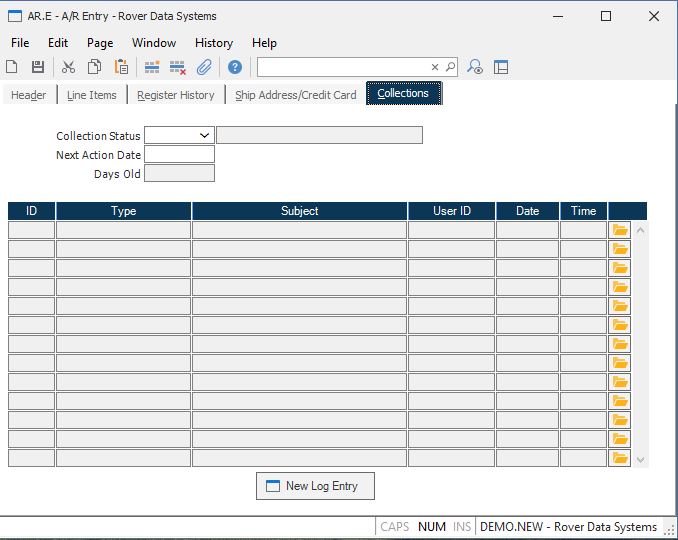 AR.E - A/R Entry - Rover Data Systems
File Edit Page Window History Help
Header Line Items Register History Ship Address/Credit Card Collections
Collection Status
Next Action Date
Days Old
ID Type Subject User ID Date Time
New Log Entry
CAPS NUM INS DEMO.NEW - Rover Data Systems